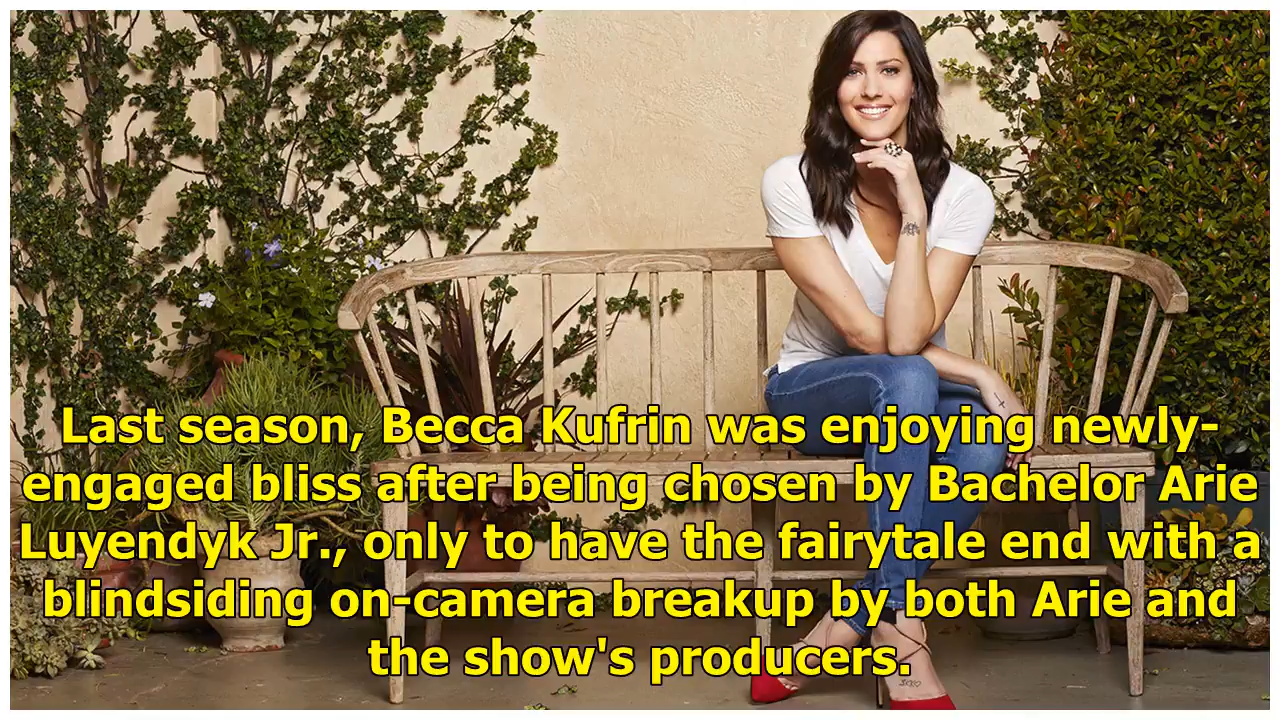 Last season, Becca Kufrin was enjoying newly-
engaged bliss after being chosen by Bachelor Arie
Luyendyk Jr., only to have the fairytale end with a
blindsiding on-camera breakup by both Arie and
the show's producers.